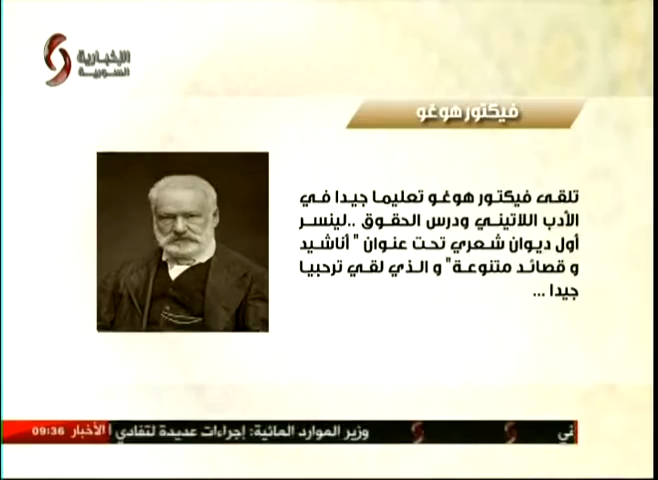 الإخبارية
السورية
فيكتور هوغو
تلقى فيكتور هوغو تعليما جيدا في
الأدب اللاتيني ودرس الحقوق ..لينسر
أول ديوان شعري تحت عنوان " أناشيد
و قصائد متنوعة" و الذي لقي ترحبيا
جيدا ...
09:36 الأخبار وزير الموارد المائية: إجراءات عديدة لتفادي